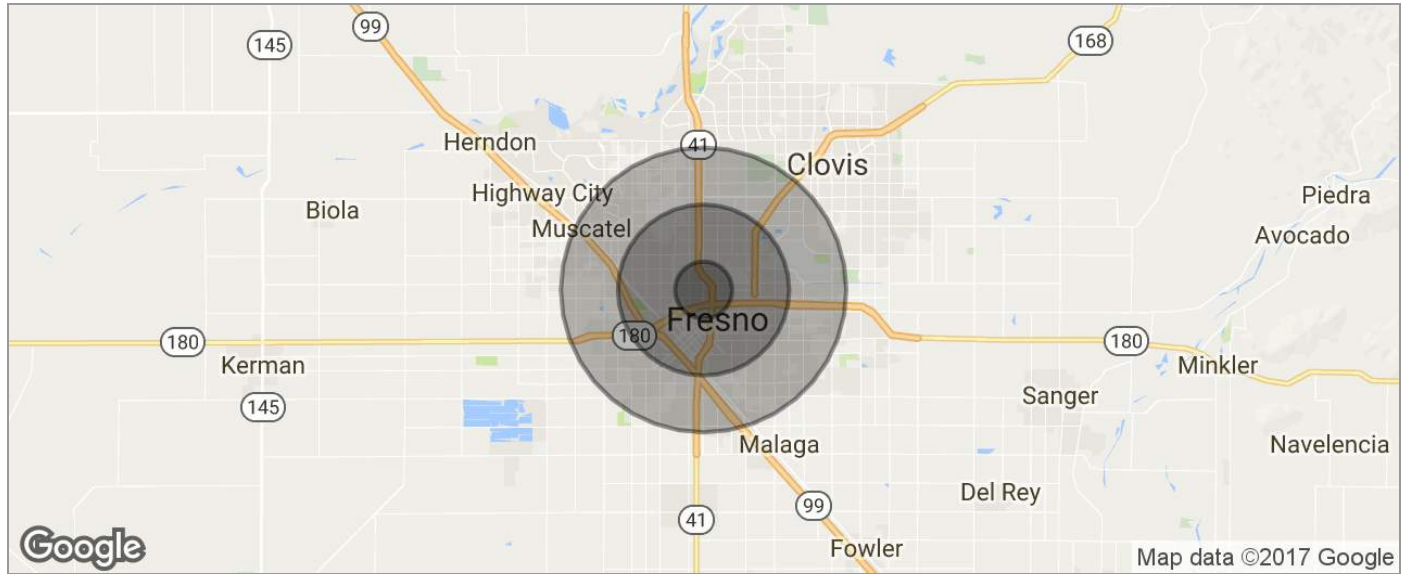 99
145
168
41
Herndon
Clovis
Highway City
Piedra
Biola
Muscatel
Avocado
Fresno
180
180
180
Kerman
Minkler
145
Sanger
Malaga
Navelencia
Del Rey
99
41
Fowler
Google
Map data ©2017 Google